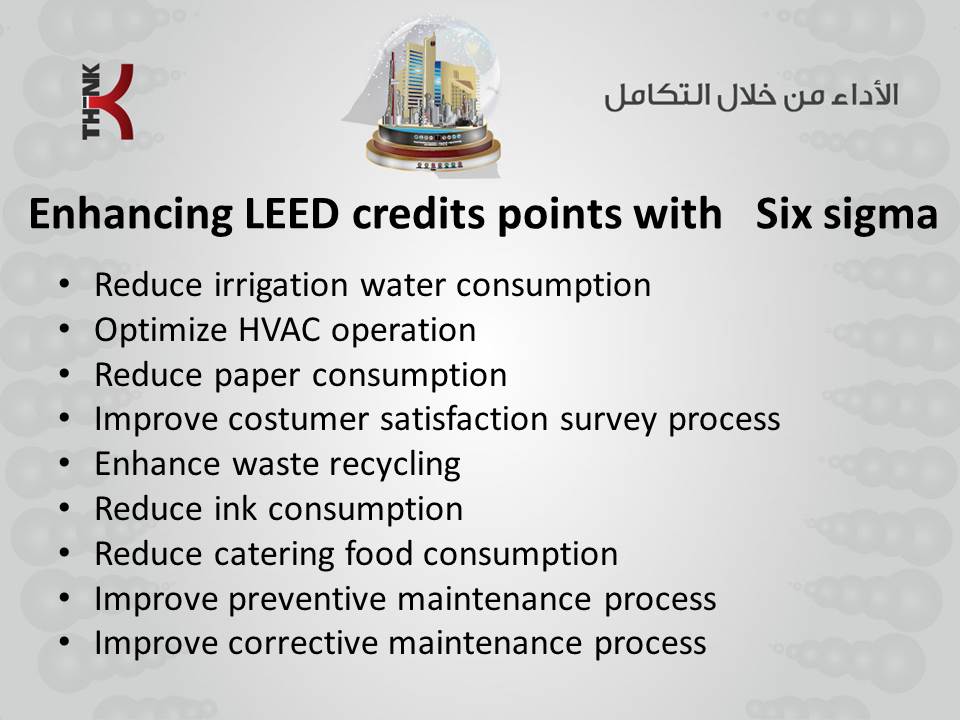 THINK
الأداء من خلال التكامل
Enhancing LEED credits points with   Six sigma
• Reduce irrigation water consumption
• Optimize HVAC operation
• Reduce paper consumption
• Improve costumer satisfaction survey process
• Enhance waste recycling
• Reduce ink consumption
• Reduce catering food consumption
• Improve preventive maintenance process
• Improve corrective maintenance process